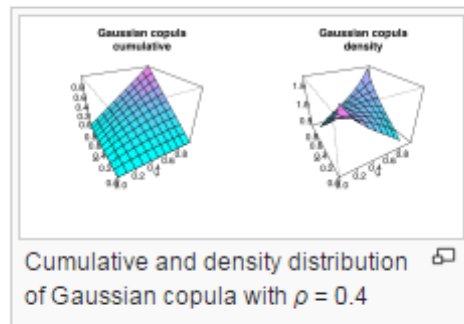 Gaussian copula
cumulative
Gaussian copula
density
Cumulative and density distribution
of Gaussian copula with ρ = 0.4